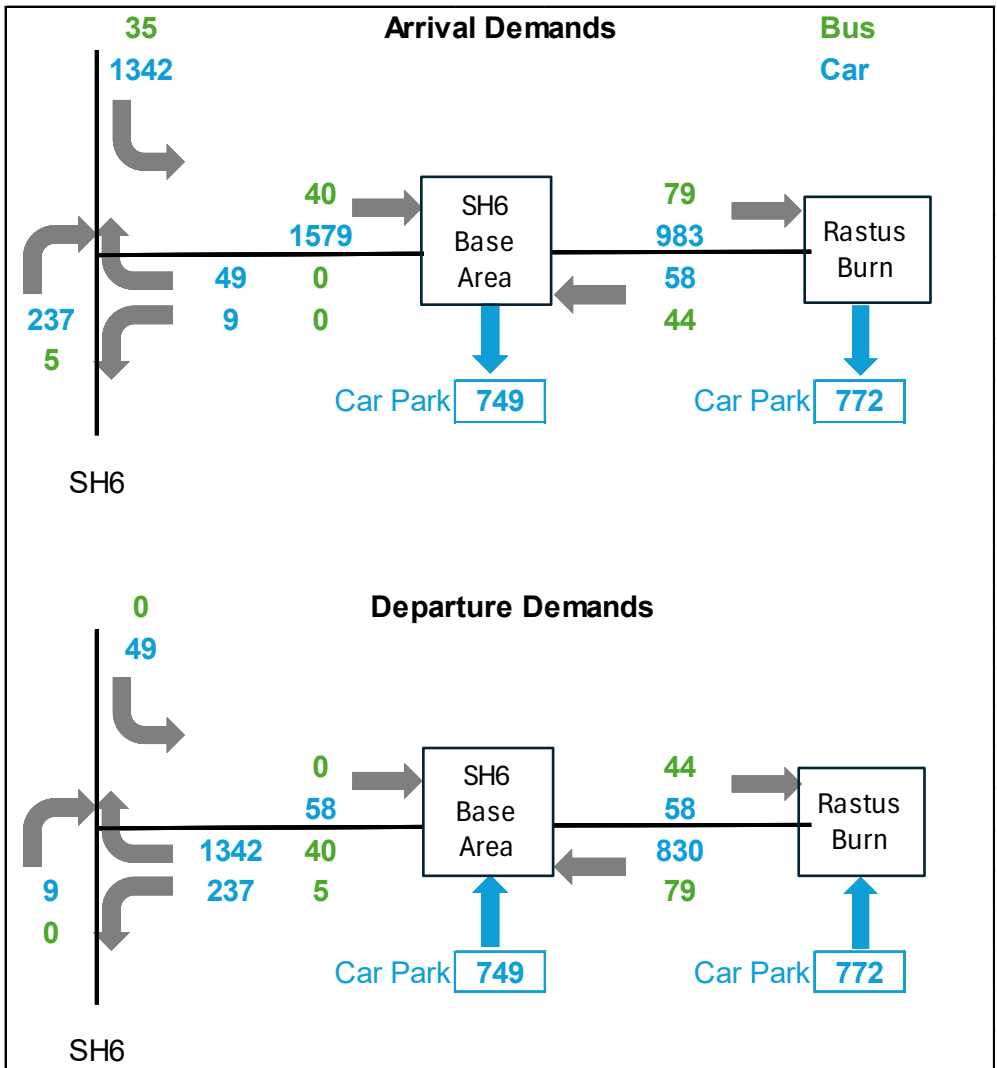 35 Arrival Demands Bus
1342 Car
40 SH6 79
1579 Base 983 Rastus
49 0 Area 58 Burn
237 9 0 44
5
Car Park 749 Car Park 772
SH6
0 Departure Demands
49
0 SH6 44
58 Base 58 Rastus
1342 40 Area 830 Burn
9 237 5 79
0
Car Park 749 Car Park 772
SH6